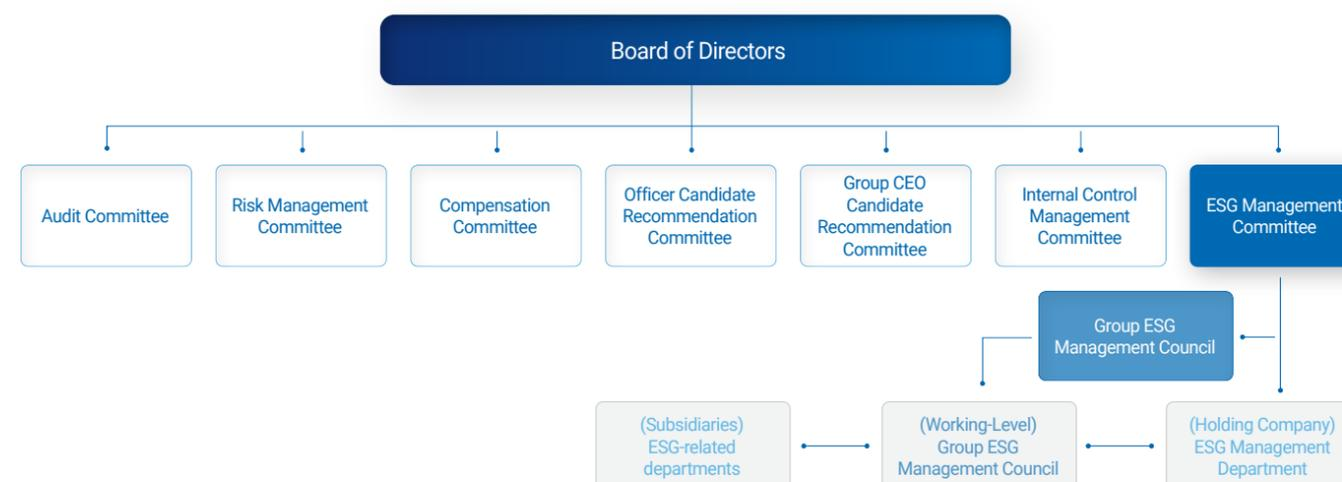 Board of Directors
Audit Committee
Risk Management
Committee
Compensation
Committee
Officer Candidate
Recommendation
Committee
Group CEO
Candidate
Recommendation
Committee
Internal Control
Management
Committee
ESG Management
Committee
Group ESG
Management Council
(Subsidiaries)
ESG-related
departments
(Working-Level)
Group ESG
Management Council
(Holding Company)
ESG Management
Department